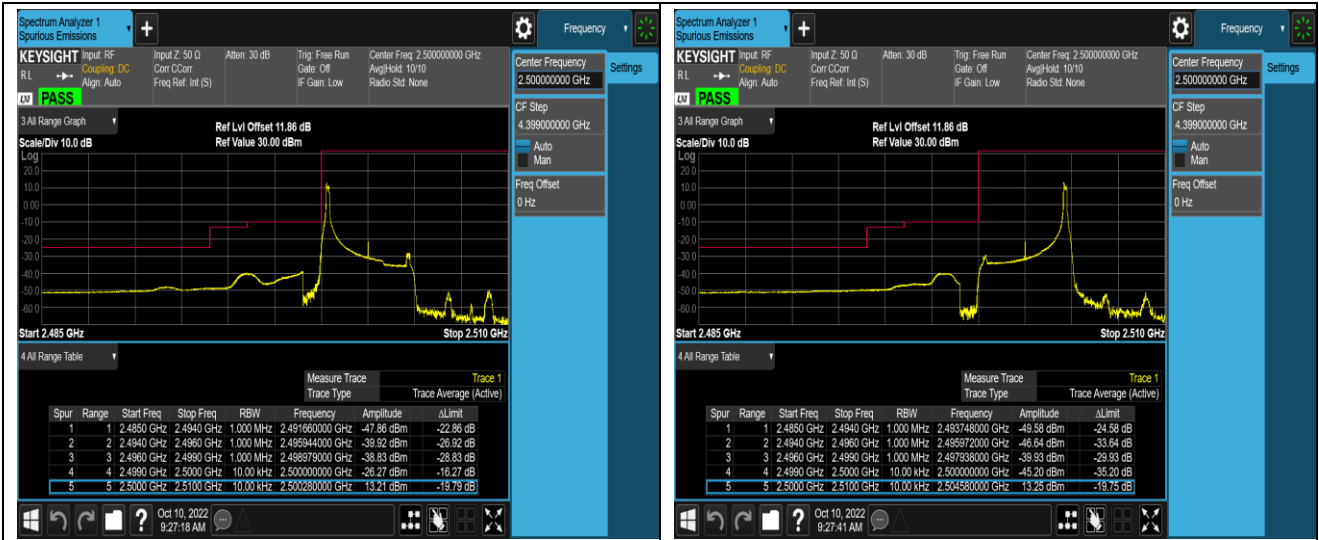 Spectrum Analyzer 1
Spurious Emissions
Frequency
KEYSIGHT Input: RF Input Z: 50 Ω Atten: 30 dB Trig: Free Run Center Freq: 2.500000000 GHz
Coupling: DC Corr CCorr Gate: Off Avg|Hold: 10/10
RL Align: Auto Freq Ref: Int (S) IF Gain: Low Radio Std: None
LXI PASS
Center Frequency
2.500000000 GHz
Settings
CF Step
4.399000000 GHz
Auto
Man
Freq Offset
0 Hz
3 All Range Graph
Ref Lvl Offset 11.86 dB
Scale/Div 10.0 dB Ref Value 30.00 dBm
Log
20.0
10.0
0.00
-10.0
-20.0
-30.0
-40.0
-50.0
-60.0
Start 2.485 GHz Stop 2.510 GHz
4 All Range Table
Measure Trace Trace 1
Trace Type Trace Average (Active)
Spur Range Start Freq Stop Freq RBW Frequency Amplitude ΔLimit
1 1 2.4850 GHz 2.4940 GHz 1.000 MHz 2.491660000 GHz -47.86 dBm -22.86 dB
2 2 2.4940 GHz 2.4960 GHz 1.000 MHz 2.495944000 GHz -39.92 dBm -26.92 dB
3 3 2.4960 GHz 2.4990 GHz 1.000 MHz 2.498979000 GHz -38.83 dBm -28.83 dB
4 4 2.4990 GHz 2.5000 GHz 10.00 kHz 2.500000000 GHz -26.27 dBm -16.27 dB
5 5 2.5000 GHz 2.5100 GHz 10.00 kHz 2.500280000 GHz 13.21 dBm -19.79 dB
Oct 10, 2022
9:27:18 AM
Spectrum Analyzer 1
Spurious Emissions
Frequency
KEYSIGHT Input: RF Input Z: 50 Ω Atten: 30 dB Trig: Free Run Center Freq: 2.500000000 GHz
Coupling: DC Corr CCorr Gate: Off Avg|Hold: 10/10
RL Align: Auto Freq Ref: Int (S) IF Gain: Low Radio Std: None
LXI PASS
Center Frequency
2.500000000 GHz
Settings
CF Step
4.399000000 GHz
Auto
Man
Freq Offset
0 Hz
3 All Range Graph
Ref Lvl Offset 11.86 dB
Scale/Div 10.0 dB Ref Value 30.00 dBm
Log
20.0
10.0
0.00
-10.0
-20.0
-30.0
-40.0
-50.0
-60.0
Start 2.485 GHz Stop 2.510 GHz
4 All Range Table
Measure Trace Trace 1
Trace Type Trace Average (Active)
Spur Range Start Freq Stop Freq RBW Frequency Amplitude ΔLimit
1 1 2.4850 GHz 2.4940 GHz 1.000 MHz 2.493748000 GHz -49.58 dBm -24.58 dB
2 2 2.4940 GHz 2.4960 GHz 1.000 MHz 2.495972000 GHz -46.64 dBm -33.64 dB
3 3 2.4960 GHz 2.4990 GHz 1.000 MHz 2.497938000 GHz -39.93 dBm -29.93 dB
4 4 2.4990 GHz 2.5000 GHz 10.00 kHz 2.500000000 GHz -45.20 dBm -35.20 dB
5 5 2.5000 GHz 2.5100 GHz 10.00 kHz 2.504580000 GHz 13.25 dBm -19.75 dB
Oct 10, 2022
9:27:41 AM